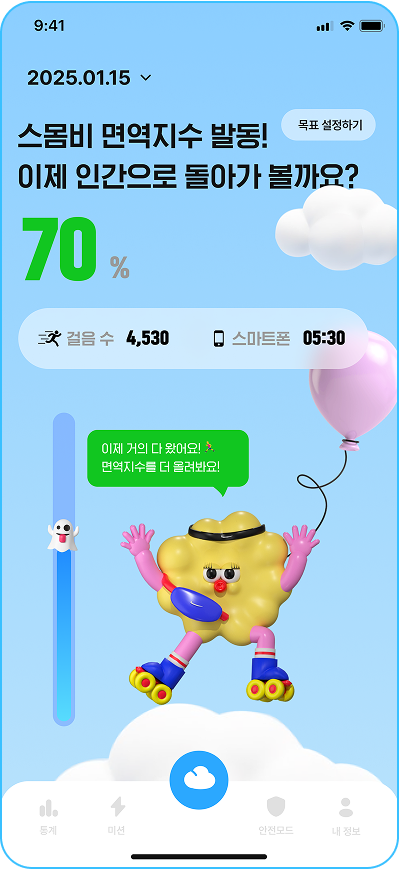 9:41
2025.01.15
목표 설정하기
스몸비 면역지수 발동!
이제 인간으로 돌아가 볼까요?
70 %
걸음 수 4,530 스마트폰 05:30
이제 거의 다 왔어요!
면역지수를 더 올려봐요!
통계 미션 안전모드 내 정보